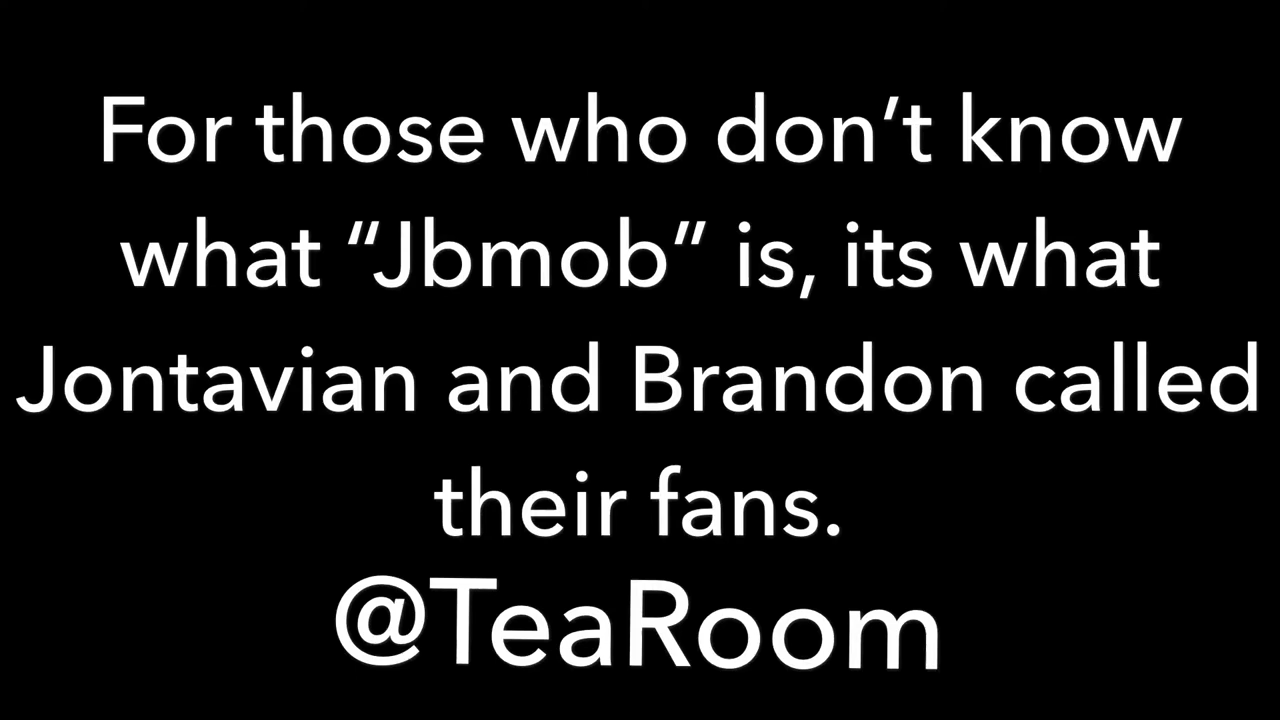 For those who don’t know
what “Jbmob” is, its what
Jontavian and Brandon called
their fans.
@TeaRoom